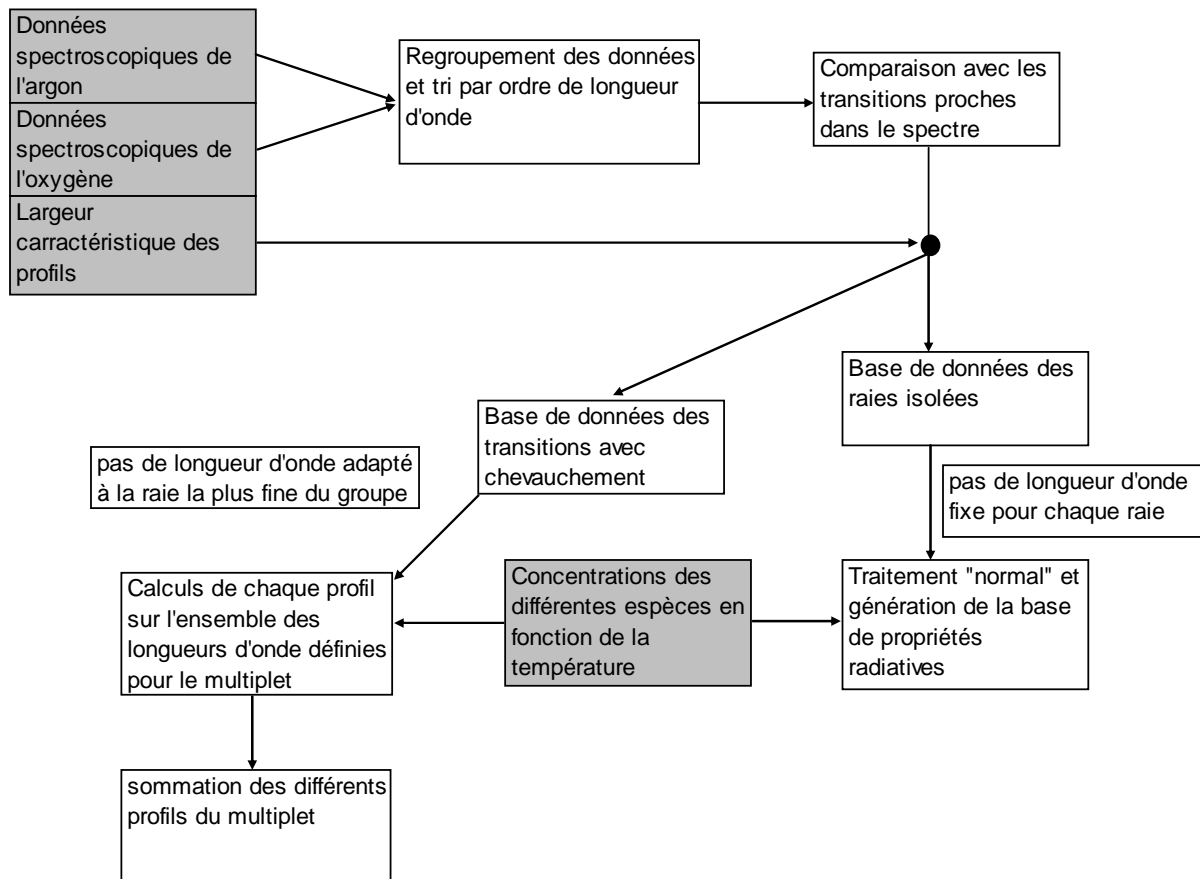 Données
spectroscopiques de
l'argon
Données
spectroscopiques de
l'oxygène
Largeur
carractéristique des
profils
Regroupement des données
et tri par ordre de longueur
d'onde
Comparaison avec les
transitions proches
dans le spectre
Base de données des
raies isolées
Base de données des
transitions avec
chevauchement
pas de longueur d'onde adapté
à la raie la plus fine du groupe
pas de longueur d'onde
fixe pour chaque raie
Calculs de chaque profil
sur l'ensemble des
longueurs d'onde définies
pour le multiplet
Concentrations des
différentes espèces en
fonction de la
température
Traitement "normal" et
génération de la base
de propriétés
radiatives
sommation des différents
profils du multiplet